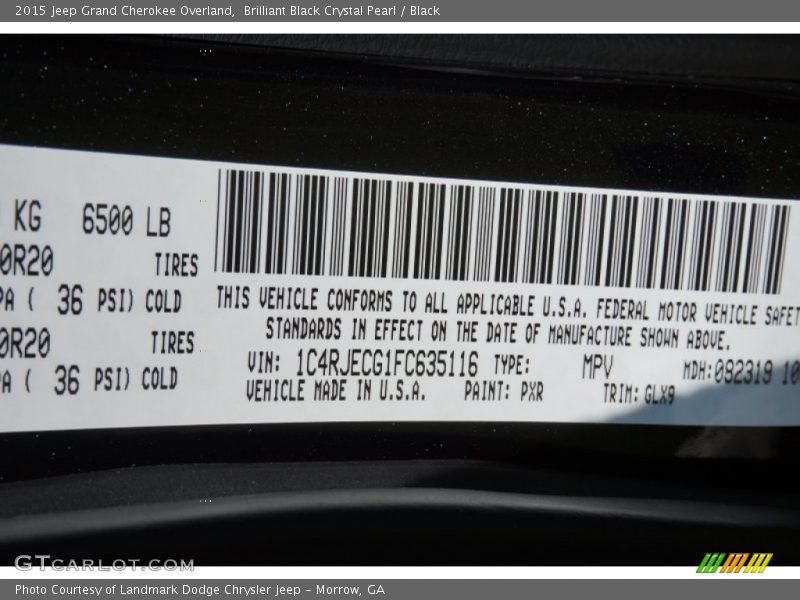 2015 Jeep Grand Cherokee Overland, Brilliant Black Crystal Pearl / Black
KG 6500 LB
0R20 TIRES
PA ( 36 PSI) COLD
0R20 TIRES
PA ( 36 PSI) COLD
THIS VEHICLE CONFORMS TO ALL APPLICABLE U.S.A. FEDERAL MOTOR VEHICLE SAFET
STANDARDS IN EFFECT ON THE DATE OF MANUFACTURE SHOWN ABOVE.
VIN: 1C4RJECG1FC635116 TYPE: MPV MDH:082319 10
VEHICLE MADE IN U.S.A. PAINT: PXR TRIM: GLX9
GTCARLOT.COM
Photo Courtesy of Landmark Dodge Chrysler Jeep – Morrow, GA